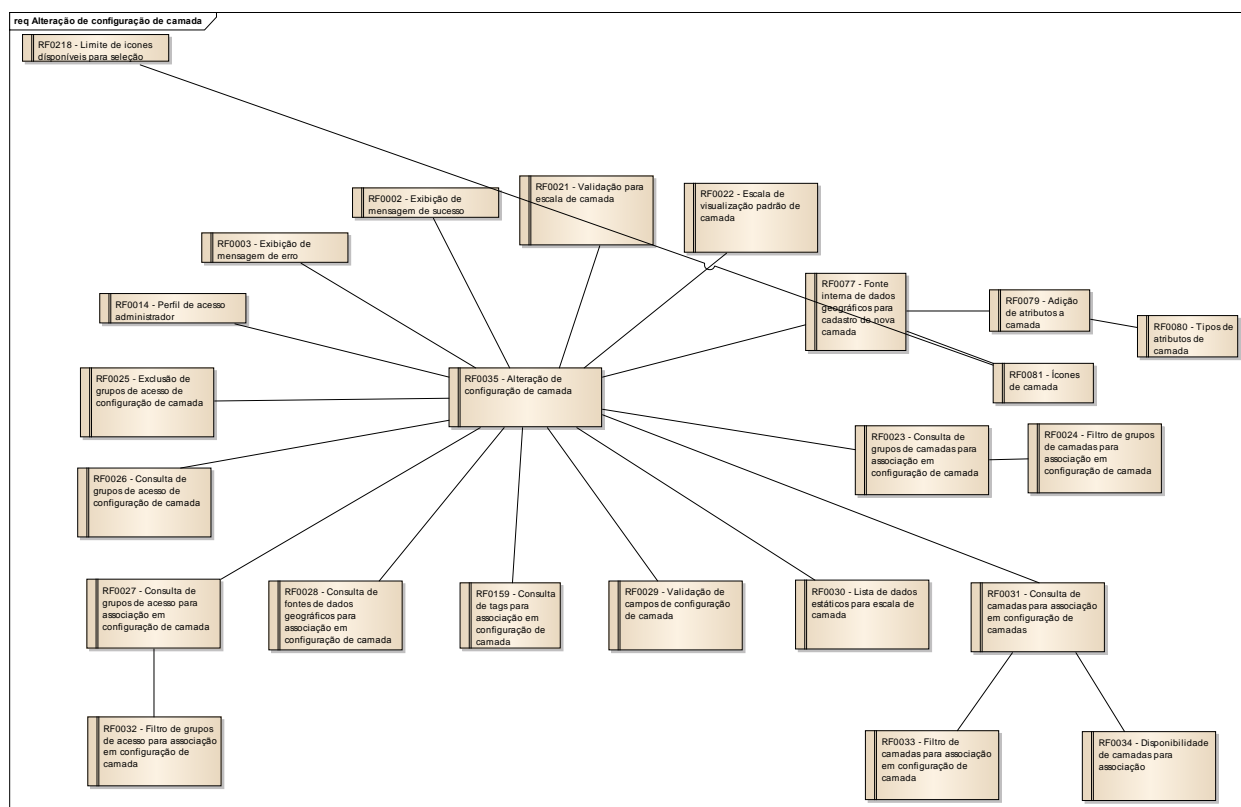 req Alteração de configuração de camada
RF0218 - Limite de icones
dísponíveis para seleção
RF0021 - Validação para
escala de camada
RF0022 - Escala de
visualização padrão de
camada
RF0002 - Exibição de
mensagem de sucesso
RF0003 - Exibição de
mensagem de erro
RF0014 - Perfil de acesso
administrador
RF0077 - Fonte
interna de dados
geográficos para
cadastro de nova
camada
RF0079 - Adição
de atributos a
camada
RF0080 - Tipos de
atributos de
camada
RF0081 - Ícones
de camada
RF0025 - Exclusão de
grupos de acesso de
configuração de camada
RF0035 - Alteração de
configuração de camada
RF0023 - Consulta de
grupos de camadas para
associação em
configuração de camada
RF0024 - Filtro de grupos
de camadas para
associação em
configuração de camada
RF0026 - Consulta de
grupos de acesso de
configuração de camada
RF0027 - Consulta de
grupos de acesso para
associação em
configuração de camada
RF0028 - Consulta de
fontes de dados
geográficos para
associação em
configuração de camada
RF0159 - Consulta
de tags para
associação em
configuração de
camada
RF0029 - Validação de
campos de configuração
de camada
RF0030 - Lista de dados
estáticos para escala de
camada
RF0031 - Consulta de
camadas para associação
em configuração de
camadas
RF0032 - Filtro de grupos
de acesso para associação
em configuração de
camada
RF0033 - Filtro de
camadas para associação
em configuração de
camada
RF0034 - Disponibilidade
de camadas para
associação